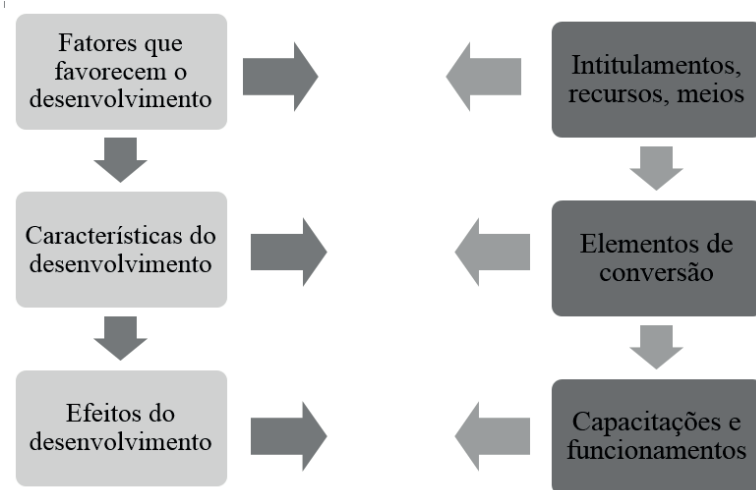 Fatores que
favorecem o
desenvolvimento
Intitulamentos,
recursos, meios
Características do
desenvolvimento
Elementos de
conversão
Efeitos do
desenvolvimento
Capacitações e
funcionamentos